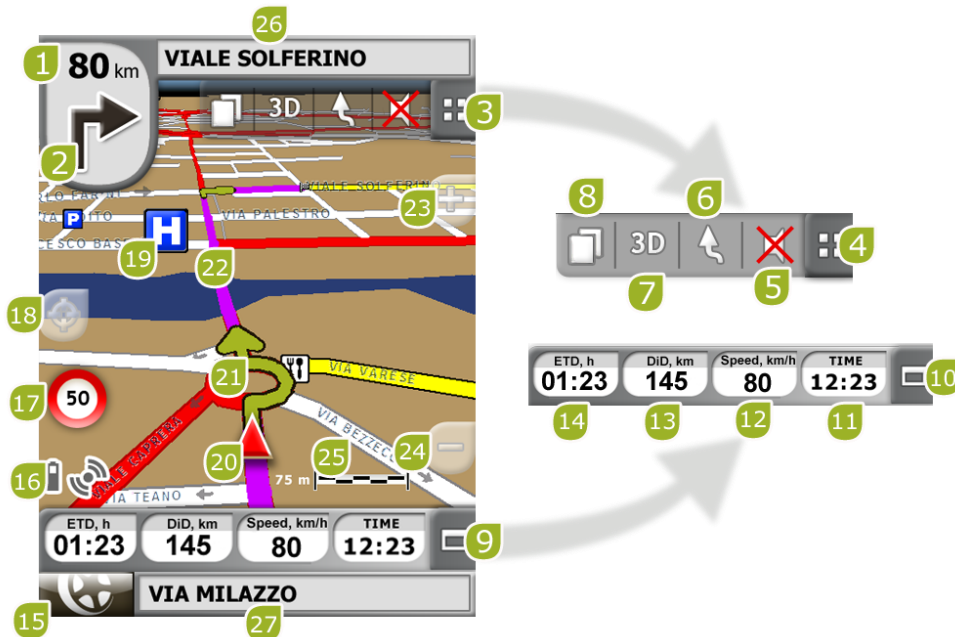 26
1
80 km
VIALE SOLFERINO
3D
3
2
VIALE SOLFERINO
23
P
VIA PALESTRO
H
19
22
8
6
3D
4
7
5
18
21
VIA VARESE
17
50
VIALE CAPRERA
VIA BEZZECC
20
25
24
16
75 m
VIA TEANO
ETD, h
01:23
DiD, km
145
Speed, km/h
80
TIME
12:23
10
14
13
12
11
ETD, h
01:23
DiD, km
145
Speed, km/h
80
TIME
12:23
9
15
VIA MILAZZO
27